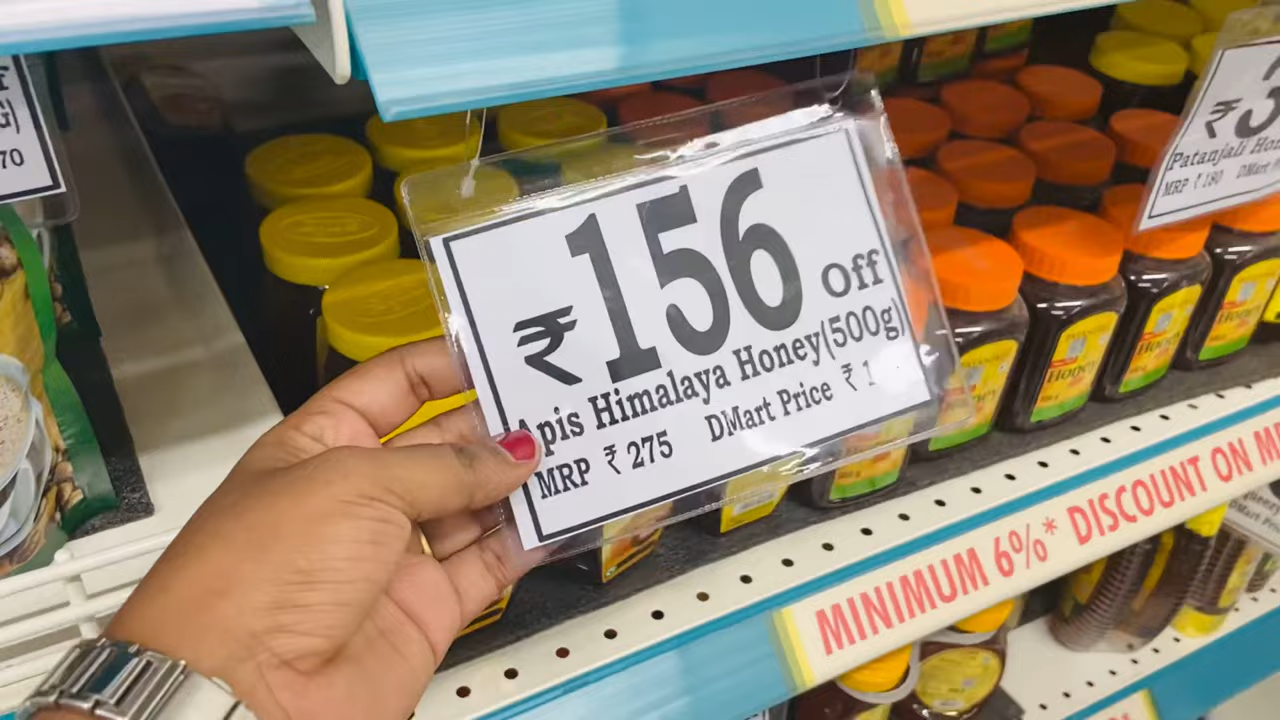 70
₹156 Off
Apis Himalaya Honey(500g)
MRP ₹ 275 DMart Price ₹ 1
₹3
Patanjali Hon
MRP ₹ 180 DMart
MINIMUM 6%* DISCOUNT ON M
Honey